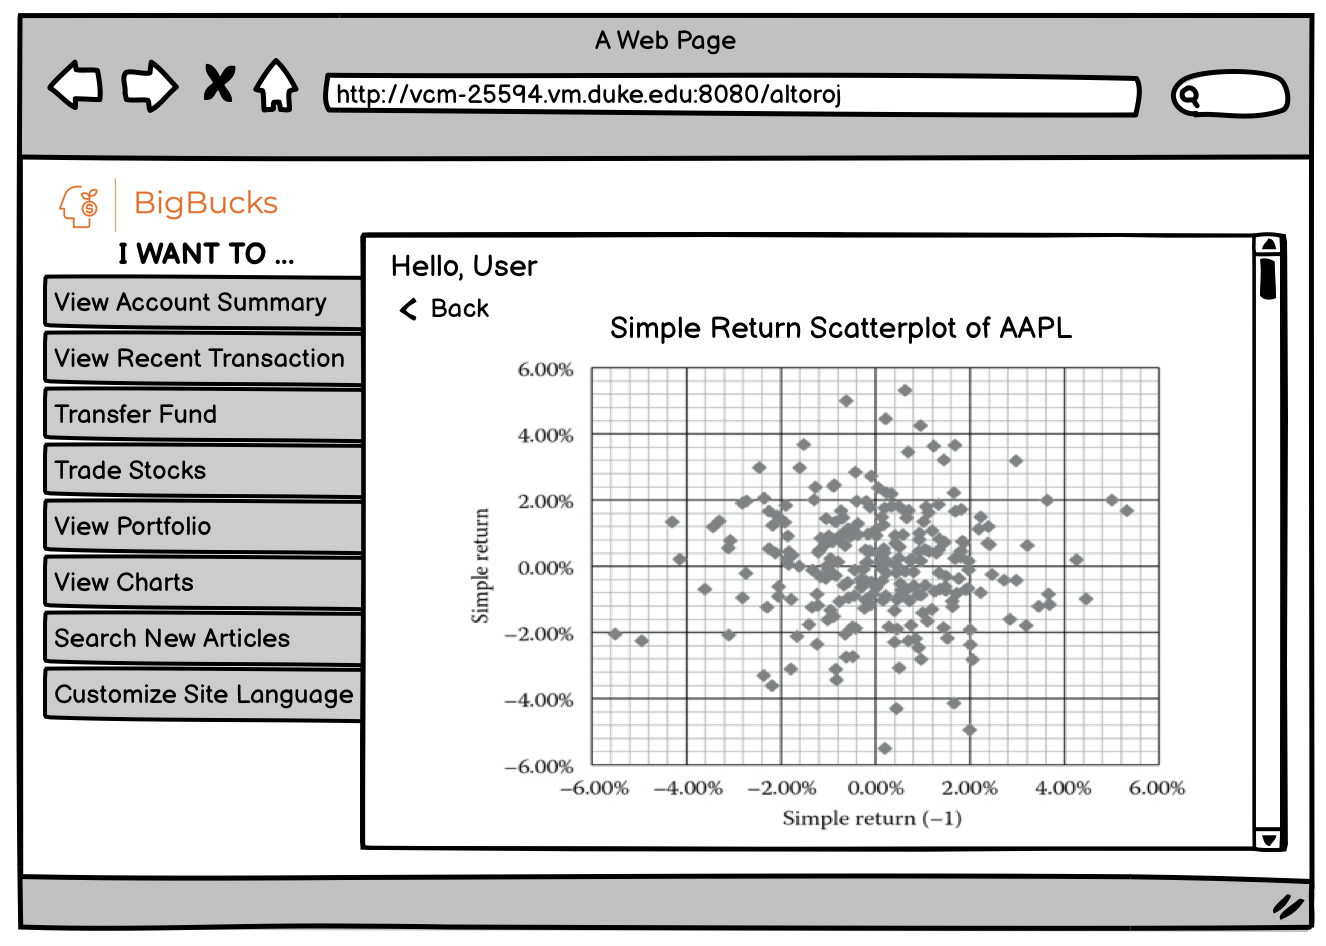 A Web Page
http://vcm-25594.vm.duke.edu:8080/altoroj
BigBucks
I WANT TO ...
View Account Summary
View Recent Transaction
Transfer Fund
Trade Stocks
View Portfolio
View Charts
Search New Articles
Customize Site Language
Hello, User
Back
Simple Return Scatterplot of AAPL
6.00%
4.00%
2.00%
0.00%
−2.00%
−4.00%
−6.00%
Simple return
−6.00% −4.00% −2.00% 0.00% 2.00% 4.00% 6.00%
Simple return (−1)